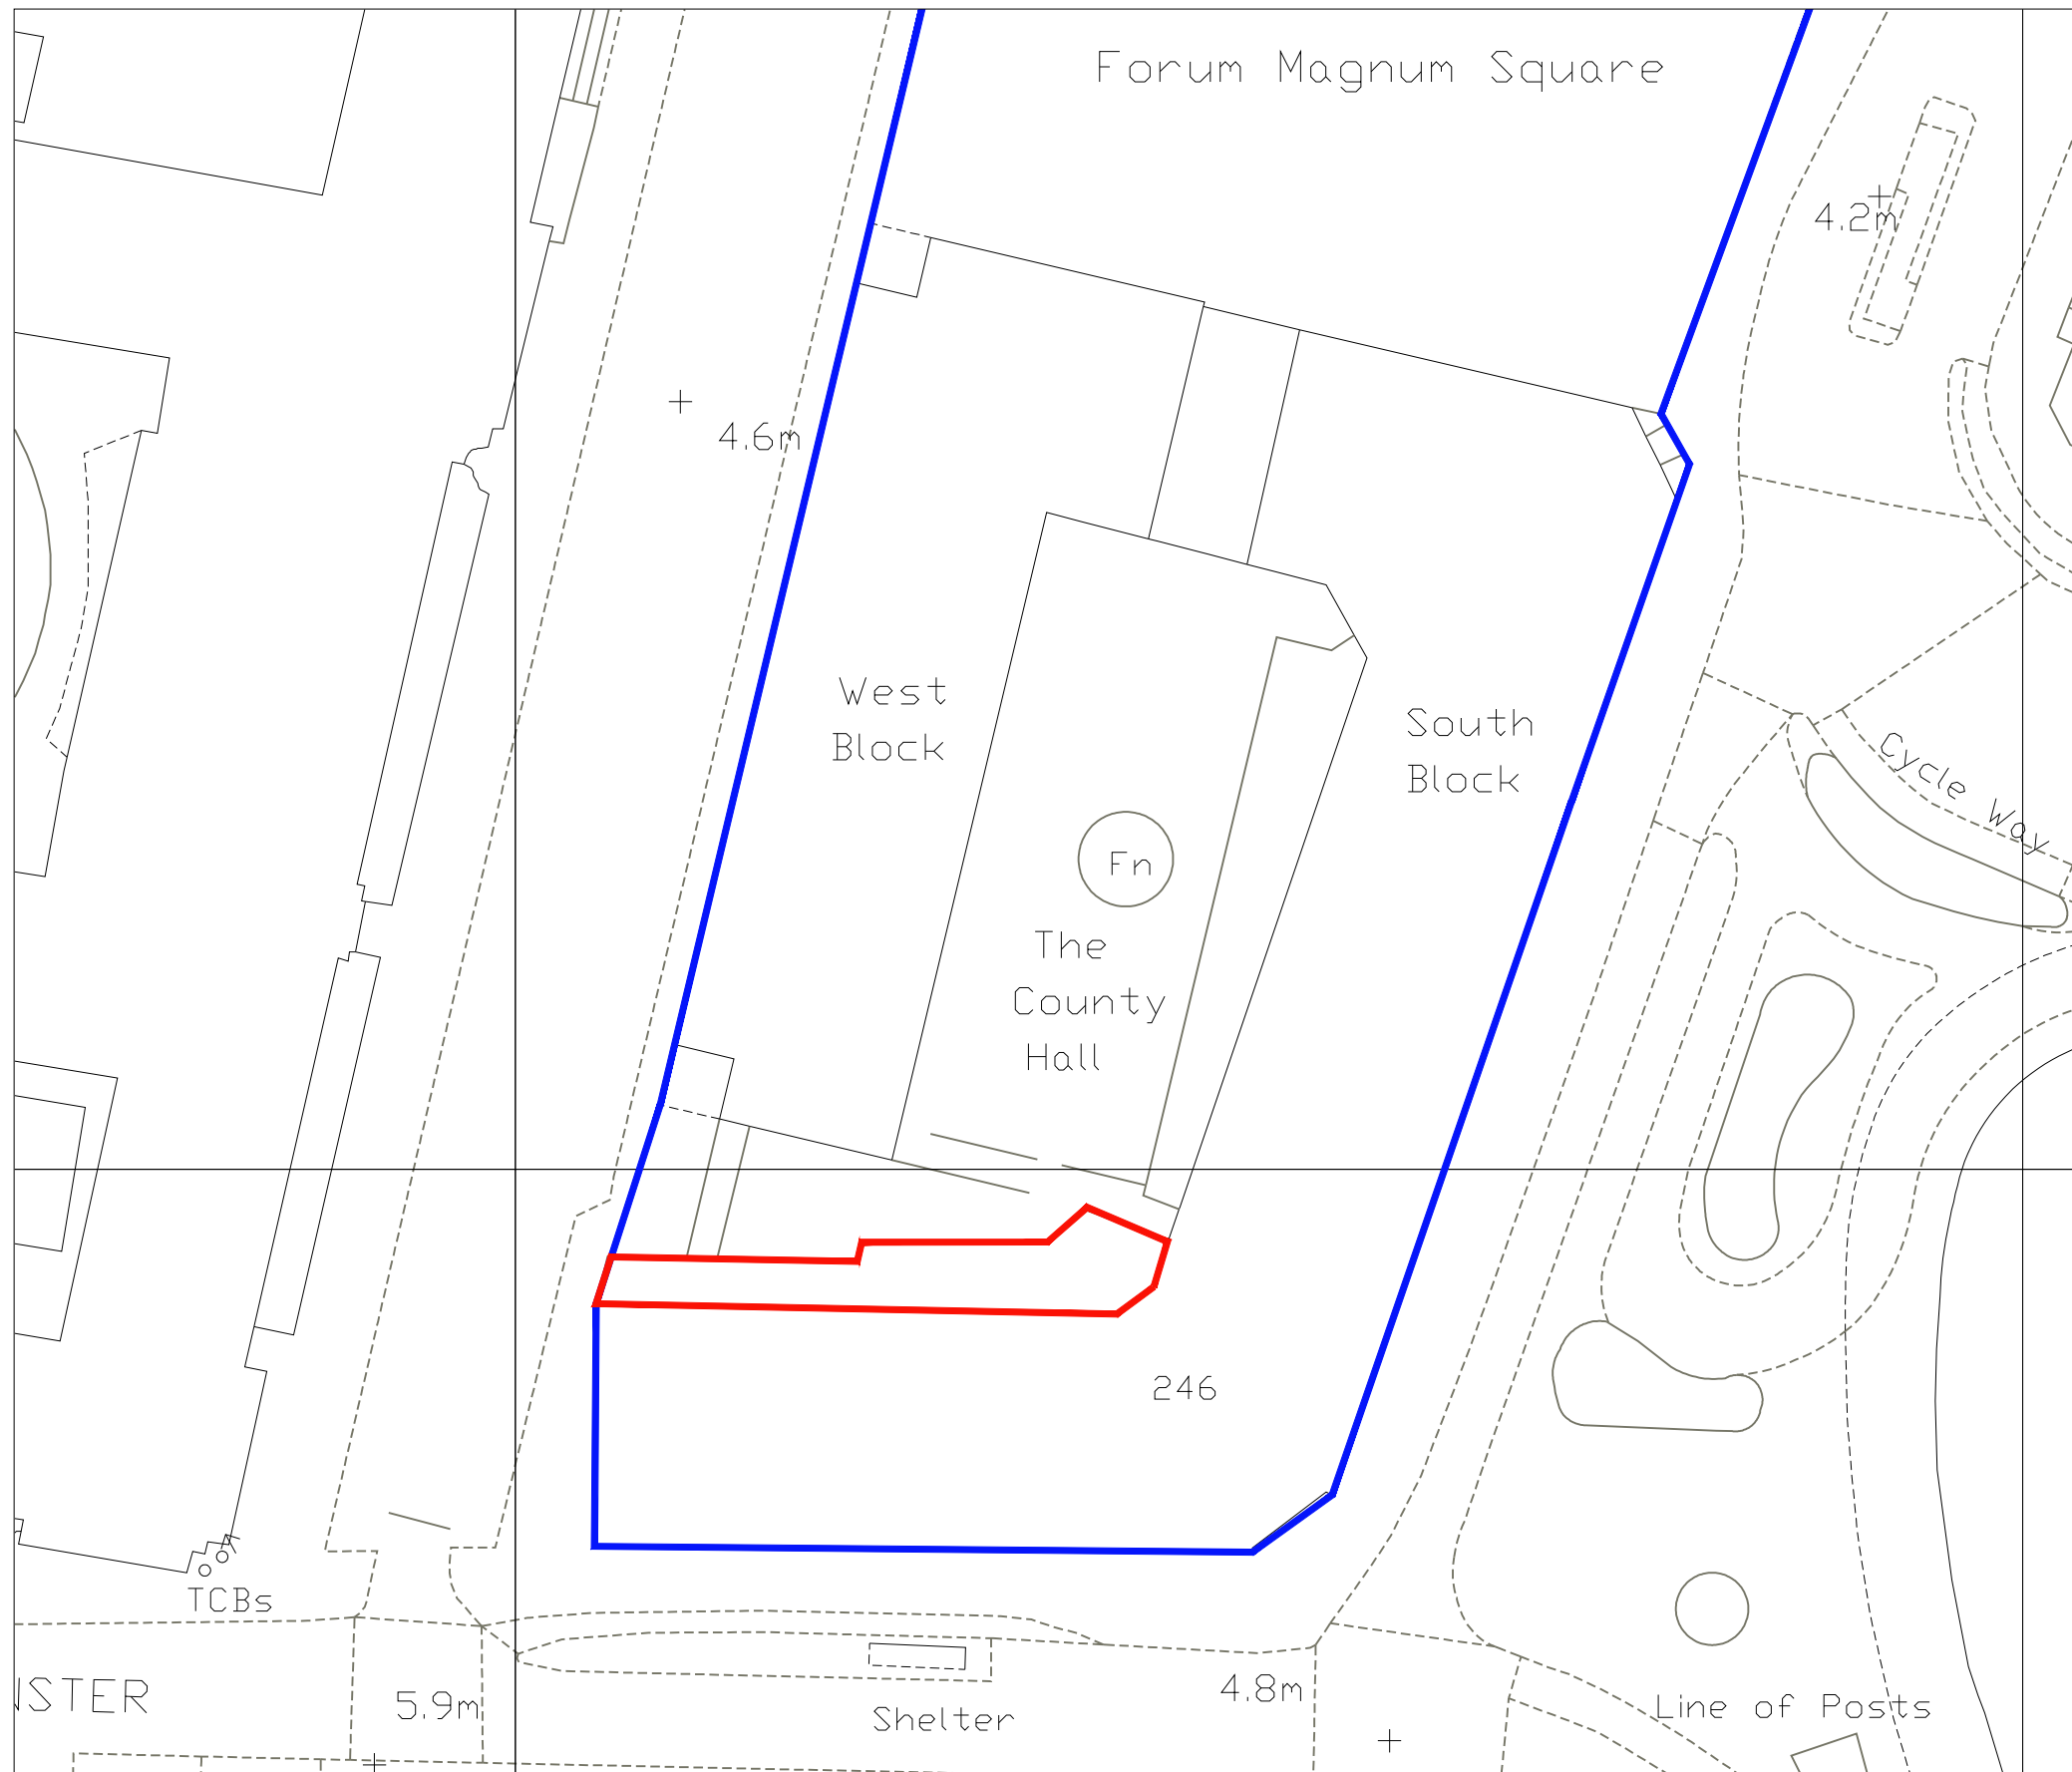 Forum Magnum Square
4.2m
4.6m
West
Block
South
Block
Cycle Way
Fn
The
County
Hall
246
TCBs
NSTER
5.9m
4.8m
Shelter
Line of Posts